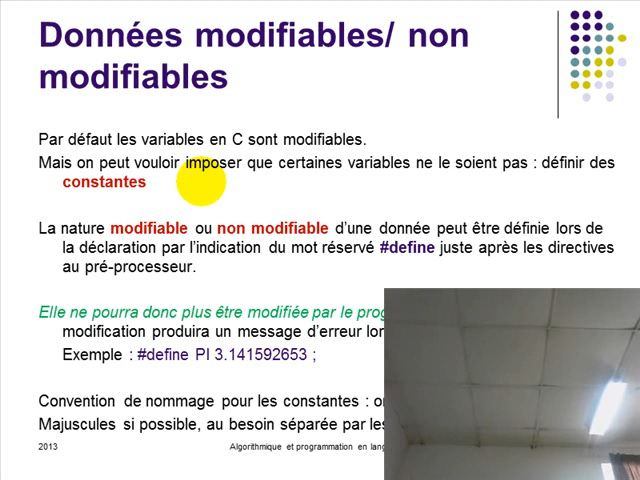 Données modifiables/ non
modifiables
Par défaut les variables en C sont modifiables.
Mais on peut vouloir imposer que certaines variables ne le soient pas : définir des
constantes
La nature modifiable ou non modifiable d’une donnée peut être définie lors de
la déclaration par l’indication du mot réservé #define juste après les directives
au pré-processeur.
Elle ne pourra donc plus être modifiée par le
modification produira un message d’erreur
Exemple : #define PI 3.141592653 ;
Convention de nommage pour les constantes :
Majuscules si possible, au besoin séparée par les
2013
Algorithmique et programmation en